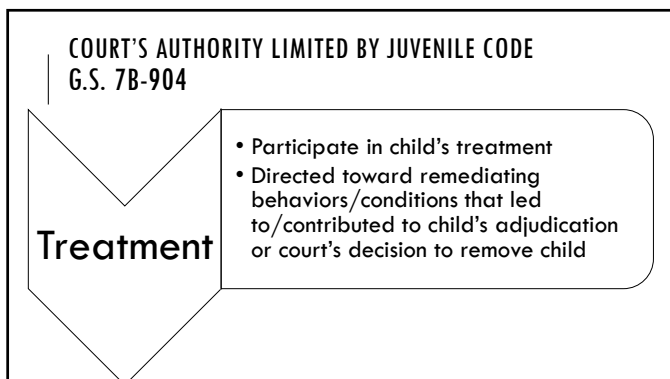 COURT'S AUTHORITY LIMITED BY JUVENILE CODE
G.S. 7B-904
Treatment
• Participate in child's treatment
• Directed toward remediating
behaviors/conditions that led
to/contributed to child's adjudication
or court's decision to remove child